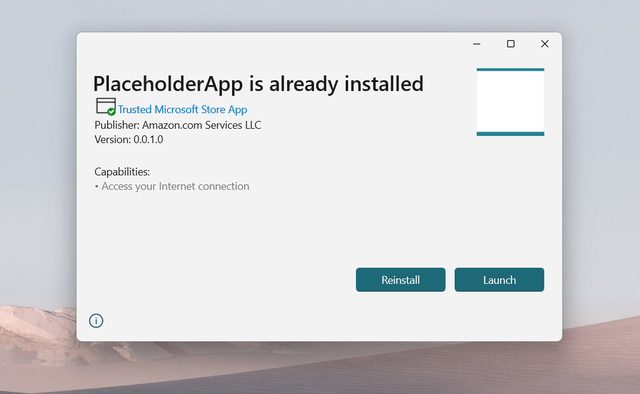 PlaceholderApp is already installed
Trusted Microsoft Store App
Publisher: Amazon.com Services LLC
Version: 0.0.1.0
Capabilities:
• Access your Internet connection
Reinstall Launch